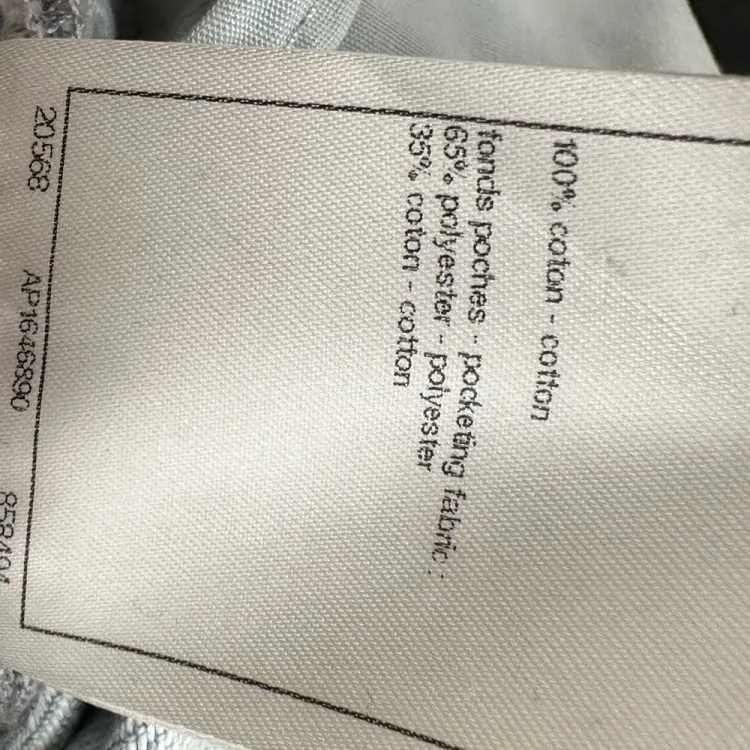 100% coton - cotton
fonds poches - pocketing fabric :
65% polyester - polyester
35% coton - cotton
20568 AP1646890